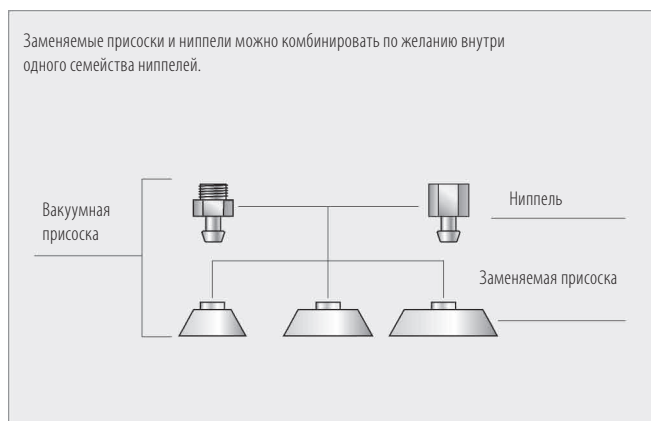 Заменяемые присоски и ниппели можно комбинировать по желанию внутри
одного семейства ниппелей.
Вакуумная
присоска
Ниппель
Заменяемая присоска